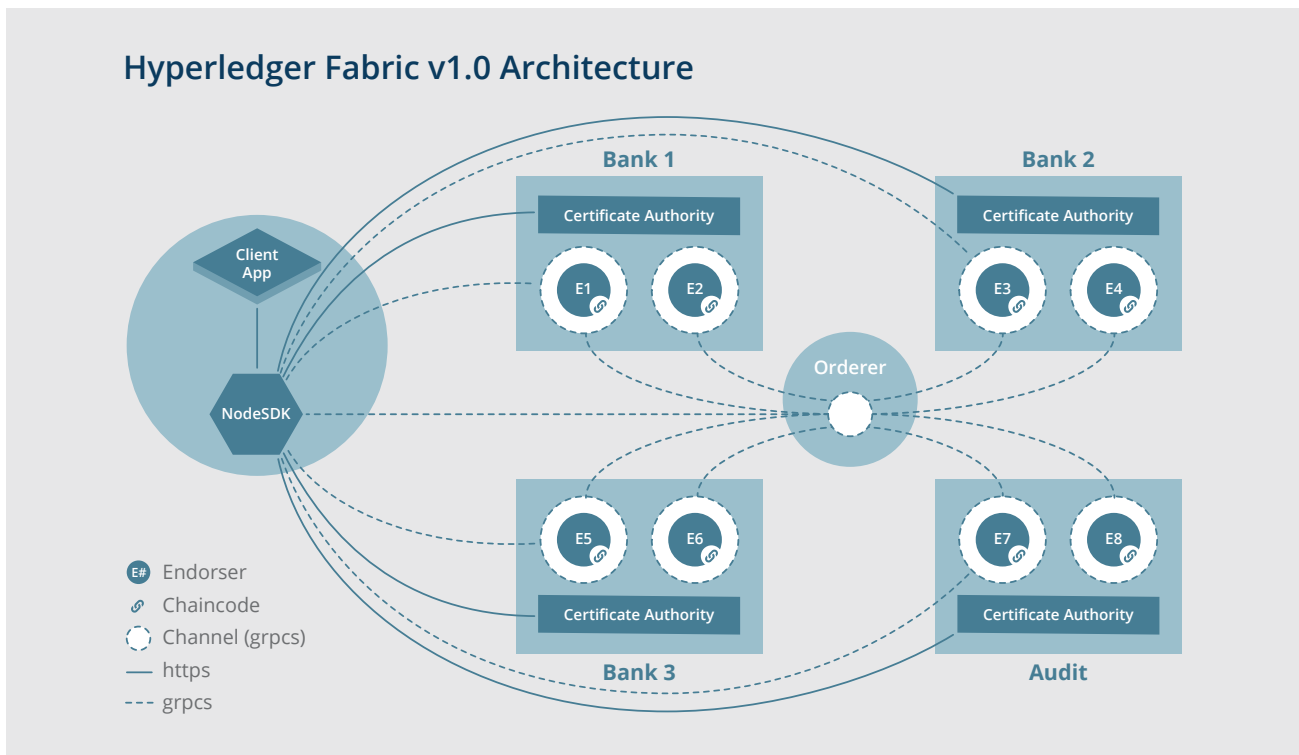 Hyperledger Fabric v1.0 Architecture
Bank 1
Bank 2
Certificate Authority
Certificate Authority
Client
App
E1
E2
E3
E4
Orderer
NodeSDK
E5
E6
E7
E8
Certificate Authority
Certificate Authority
Bank 3
Audit
E# Endorser
Chaincode
Channel (grpcs)
https
grpcs